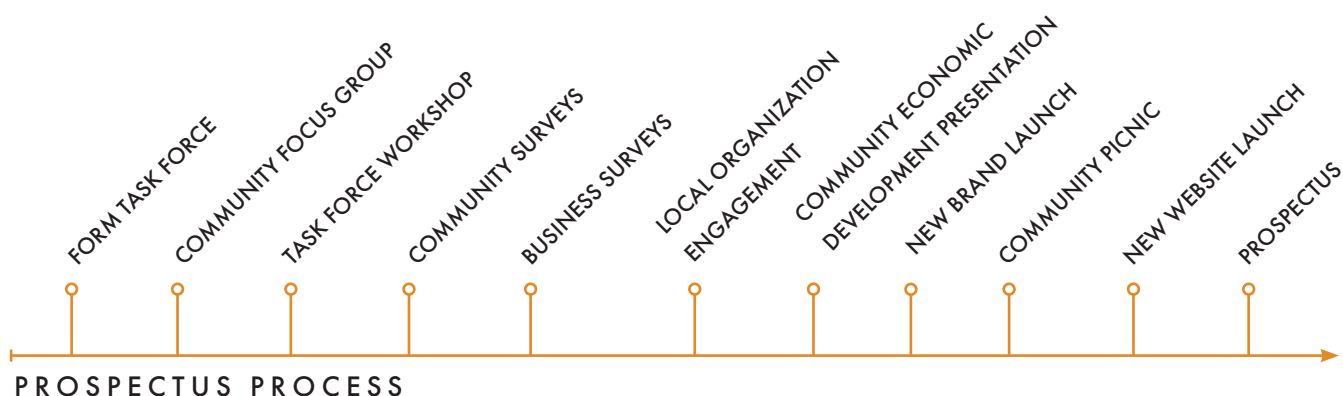 FORM TASK FORCE
COMMUNITY FOCUS GROUP
TASK FORCE WORKSHOP
COMMUNITY SURVEYS
BUSINESS SURVEYS
LOCAL ORGANIZATION
ENGAGEMENT
COMMUNITY ECONOMIC
DEVELOPMENT PRESENTATION
NEW BRAND LAUNCH
COMMUNITY PICNIC
NEW WEBSITE LAUNCH
PROSPECTUS
PROSPECTUS PROCESS